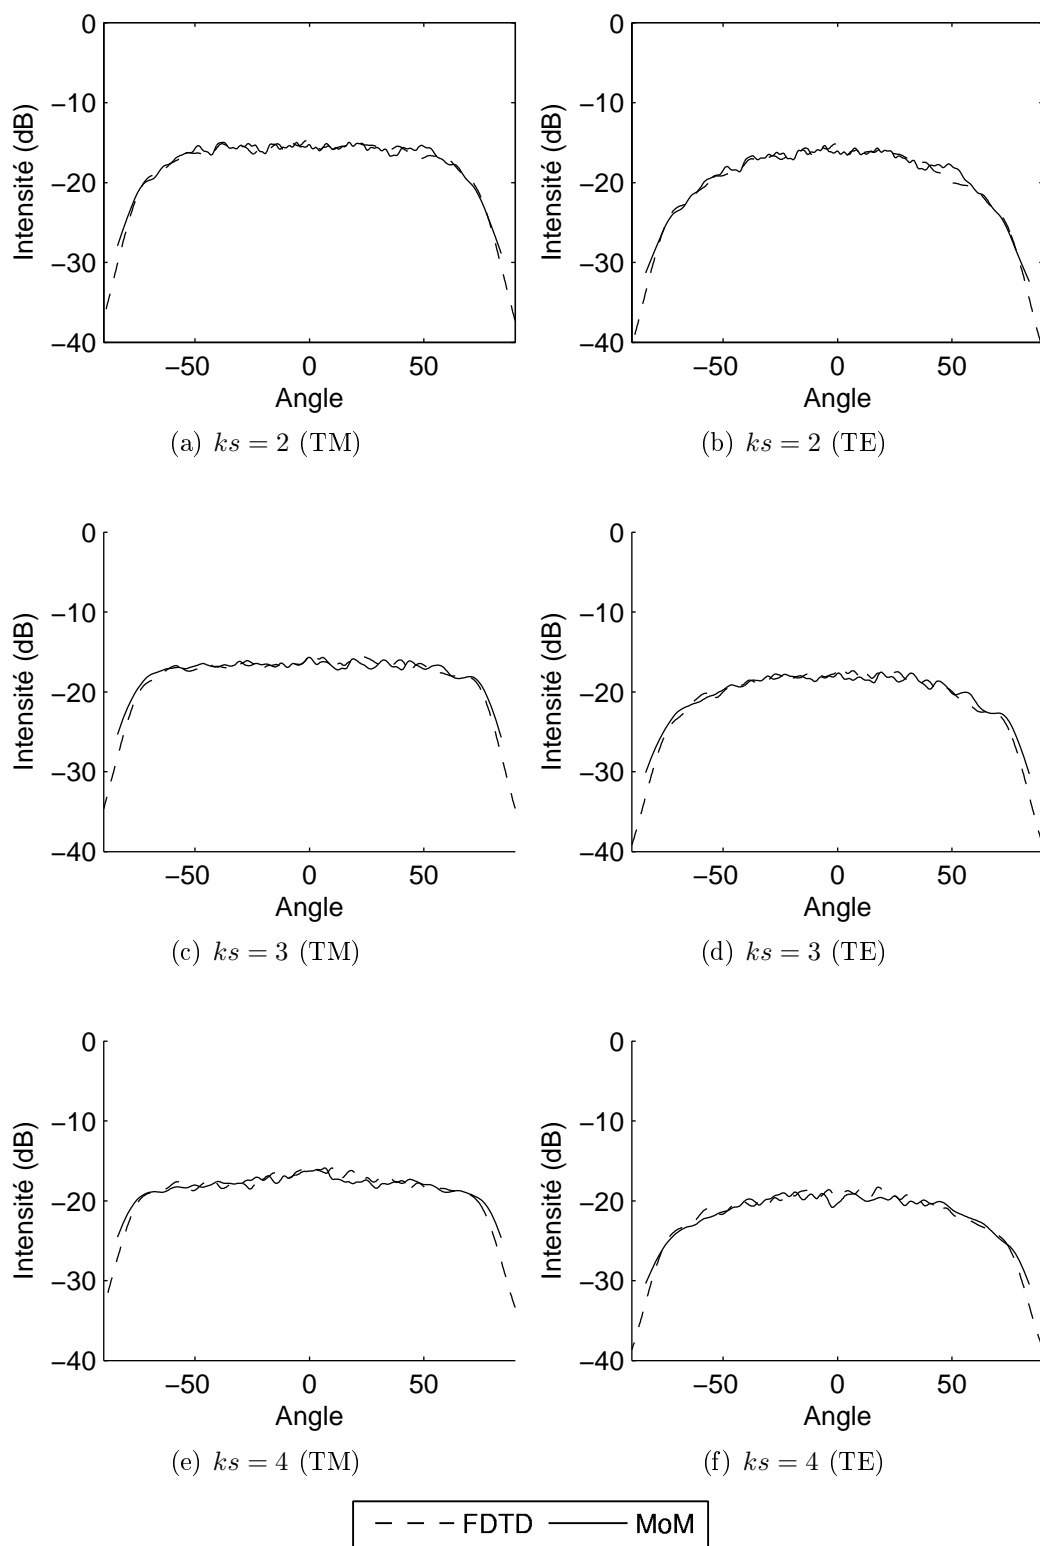 0
−10
−20
−30
−40
−50 0 50
Intensité (dB)
Angle
(a) ks = 2 (TM)
0
−10
−20
−30
−40
−50 0 50
Intensité (dB)
Angle
(b) ks = 2 (TE)
0
−10
−20
−30
−40
−50 0 50
Intensité (dB)
Angle
(c) ks = 3 (TM)
0
−10
−20
−30
−40
−50 0 50
Intensité (dB)
Angle
(d) ks = 3 (TE)
0
−10
−20
−30
−40
−50 0 50
Intensité (dB)
Angle
(e) ks = 4 (TM)
0
−10
−20
−30
−40
−50 0 50
Intensité (dB)
Angle
(f) ks = 4 (TE)
FDTD MoM